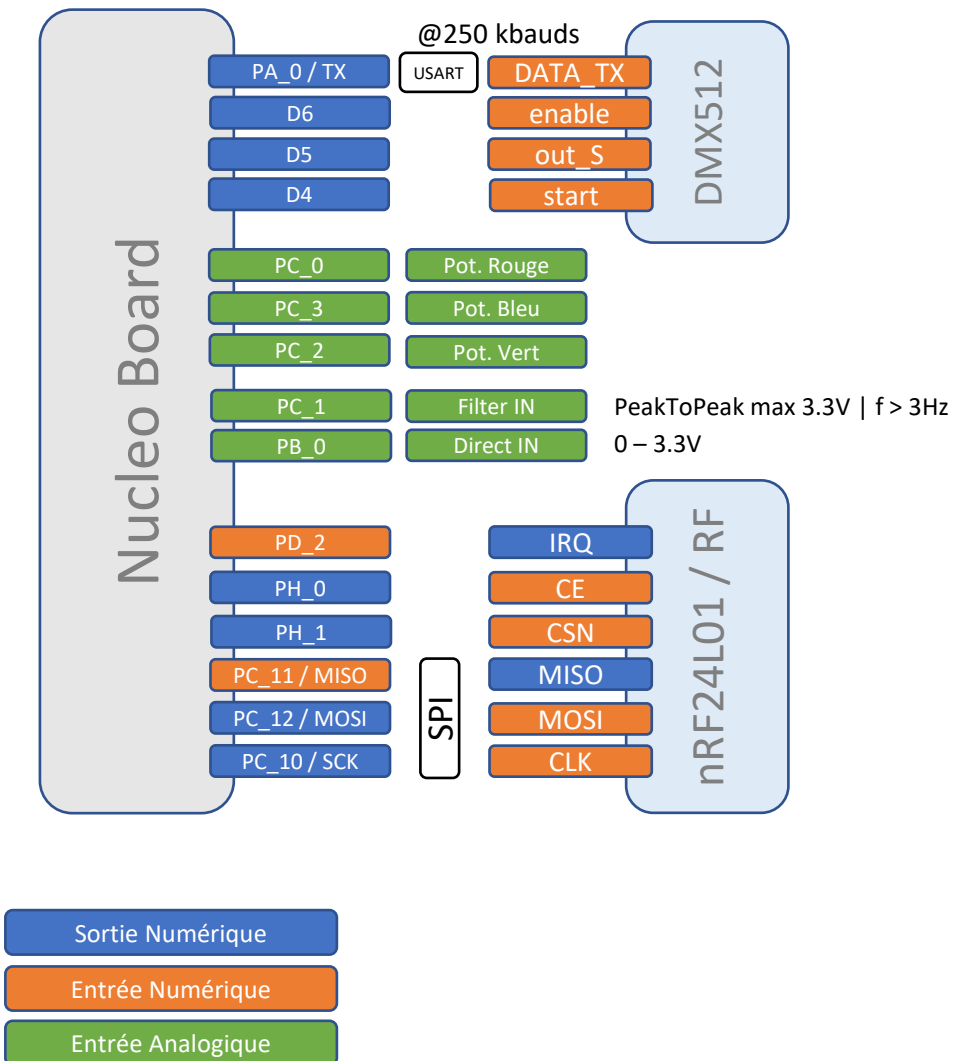 @250 kbauds
PA_0 / TX USART DATA_TX
D6 enable
D5 out_S
D4 start
DMX512
Nucleo Board
PC_0 Pot. Rouge
PC_3 Pot. Bleu
PC_2 Pot. Vert
PC_1 Filter IN PeakToPeak max 3.3V | f > 3Hz
PB_0 Direct IN 0 – 3.3V
PD_2 IRQ
PH_0 CE
PH_1 CSN
PC_11 / MISO MISO
PC_12 / MOSI MOSI
PC_10 / SCK CLK
SPI
nRF24L01 / RF
Sortie Numérique
Entrée Numérique
Entrée Analogique